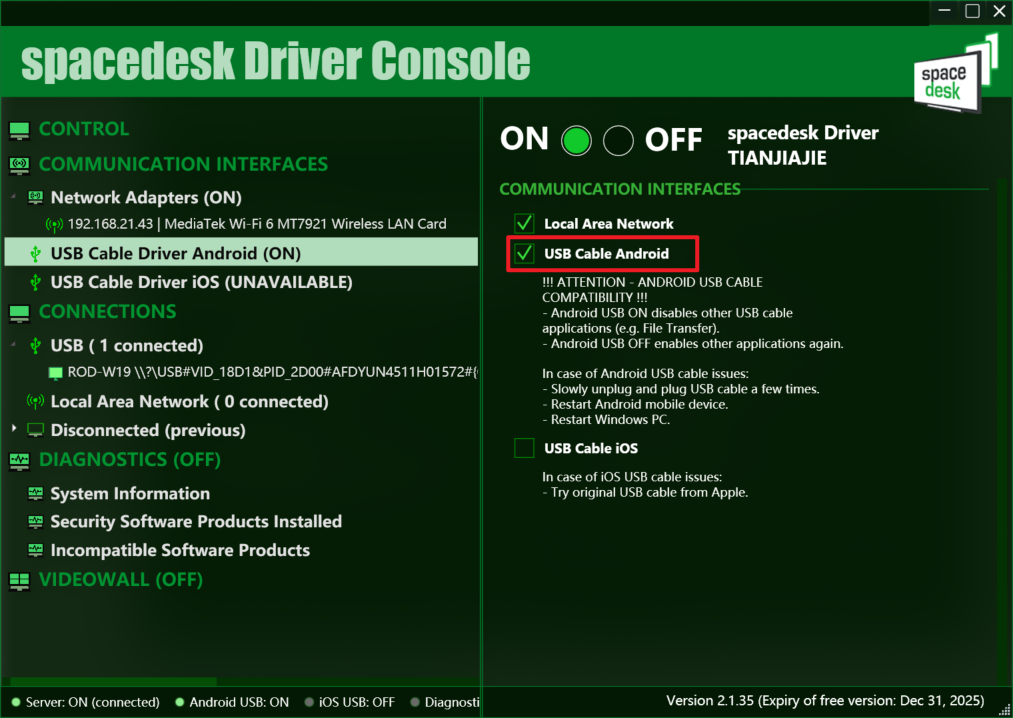 spacedesk Driver Console
space
desk
CONTROL
COMMUNICATION INTERFACES
Network Adapters (ON)
192.168.21.43 | MediaTek Wi-Fi 6 MT7921 Wireless LAN Card
USB Cable Driver Android (ON)
USB Cable Driver iOS (UNAVAILABLE)
CONNECTIONS
USB ( 1 connected)
ROD-W19 \\?\USB#VID_18D1&PID_2D00#AFDYUN4511H01572#{
Local Area Network ( 0 connected)
Disconnected (previous)
DIAGNOSTICS (OFF)
System Information
Security Software Products Installed
Incompatible Software Products
VIDEOWALL (OFF)
ON OFF
spacedesk Driver
TIANJIAJIE
COMMUNICATION INTERFACES
Local Area Network
USB Cable Android
!!! ATTENTION - ANDROID USB CABLE
COMPATIBILITY !!!
- Android USB ON disables other USB cable
applications (e.g. File Transfer).
- Android USB OFF enables other applications again.
In case of Android USB cable issues:
- Slowly unplug and plug USB cable a few times.
- Restart Android mobile device.
- Restart Windows PC.
USB Cable iOS
In case of iOS USB cable issues:
- Try original USB cable from Apple.
Server: ON (connected) Android USB: ON iOS USB: OFF Diagnosti
Version 2.1.35 (Expiry of free version: Dec 31, 2025)